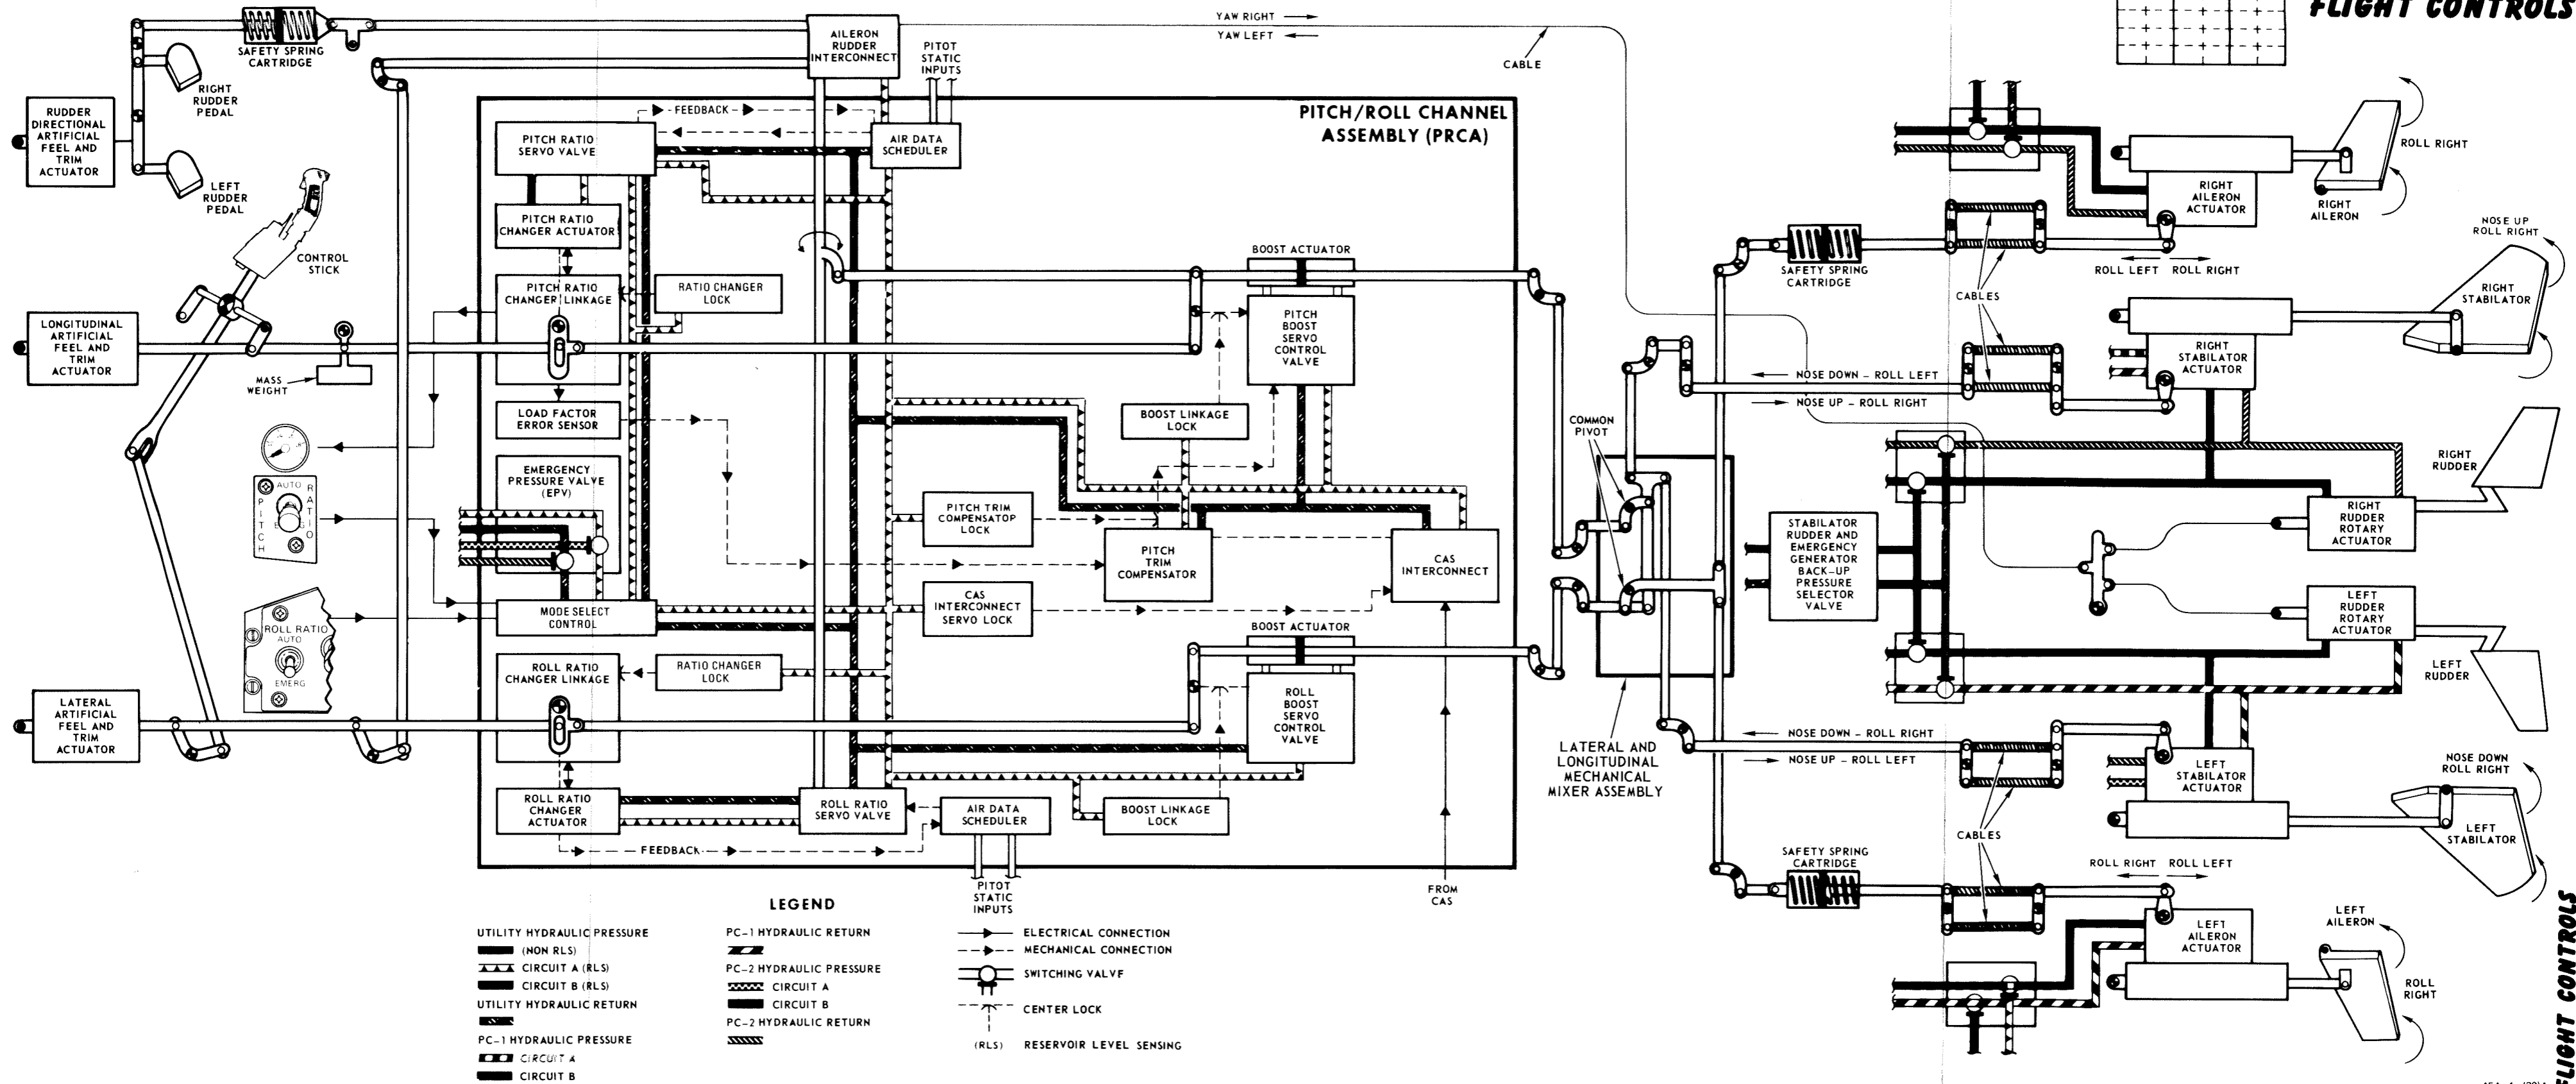 FLIGHT CONTROLS
SAFETY SPRING
CARTRIDGE
RIGHT
RUDDER
PEDAL
LEFT
RUDDER
PEDAL
RUDDER
DIRECTIONAL
ARTIFICIAL
FEEL AND
TRIM
ACTUATOR
CONTROL
STICK
LONGITUDINAL
ARTIFICIAL
FEEL AND
TRIM
ACTUATOR
MASS
WEIGHT
AUTO
PITCH
RATIO
ROLL RATIO
AUTO
EMERG
LATERAL
ARTIFICIAL
FEEL AND
TRIM
ACTUATOR
AILERON
RUDDER
INTERCONNECT
PITOT
STATIC
INPUTS
YAW RIGHT
YAW LEFT
CABLE
PITCH/ROLL CHANNEL
ASSEMBLY (PRCA)
FEEDBACK
PITCH RATIO
SERVO VALVE
AIR DATA
SCHEDULER
PITCH RATIO
CHANGER ACTUATOR
PITCH RATIO
CHANGER LINKAGE
RATIO CHANGER
LOCK
BOOST ACTUATOR
PITCH
BOOST
SERVO
CONTROL
VALVE
LOAD FACTOR
ERROR SENSOR
BOOST LINKAGE
LOCK
EMERGENCY
PRESSURE VALVE
(EPV)
PITCH TRIM
COMPENSATOP
LOCK
PITCH
TRIM
COMPENSATOR
CAS
INTERCONNECT
MODE SELECT
CONTROL
CAS
INTERCONNECT
SERVO LOCK
BOOST ACTUATOR
ROLL RATIO
CHANGER LINKAGE
RATIO CHANGER
LOCK
ROLL
BOOST
SERVO
CONTROL
VALVE
ROLL RATIO
CHANGER
ACTUATOR
ROLL RATIO
SERVO VALVE
AIR DATA
SCHEDULER
BOOST LINKAGE
LOCK
FEEDBACK
PITOT
STATIC
INPUTS
FROM
CAS
COMMON
PIVOT
LATERAL AND
LONGITUDINAL
MECHANICAL
MIXER ASSEMBLY
SAFETY SPRING
CARTRIDGE
CABLES
RIGHT
AILERON
ACTUATOR
ROLL RIGHT
RIGHT
AILERON
ROLL LEFT ROLL RIGHT
NOSE UP
ROLL RIGHT
RIGHT
STABILATOR
RIGHT
STABILATOR
ACTUATOR
NOSE DOWN – ROLL LEFT
NOSE UP – ROLL RIGHT
RIGHT
RUDDER
RIGHT
RUDDER
ROTARY
ACTUATOR
STABILATOR
RUDDER AND
EMERGENCY
GENERATOR
BACK–UP
PRESSURE
SELECTOR
VALVE
LEFT
RUDDER
ROTARY
ACTUATOR
LEFT
RUDDER
NOSE DOWN – ROLL RIGHT
NOSE UP – ROLL LEFT
LEFT
STABILATOR
ACTUATOR
NOSE DOWN
ROLL RIGHT
LEFT
STABILATOR
CABLES
SAFETY SPRING
CARTRIDGE
ROLL RIGHT ROLL LEFT
LEFT
AILERON
LEFT
AILERON
ACTUATOR
ROLL
RIGHT
LEGEND
UTILITY HYDRAULIC PRESSURE
(NON RLS)
CIRCUIT A (RLS)
CIRCUIT B (RLS)
UTILITY HYDRAULIC RETURN
PC–1 HYDRAULIC PRESSURE
CIRCUIT A
CIRCUIT B
PC–1 HYDRAULIC RETURN
PC–2 HYDRAULIC PRESSURE
CIRCUIT A
CIRCUIT B
PC–2 HYDRAULIC RETURN
ELECTRICAL CONNECTION
MECHANICAL CONNECTION
SWITCHING VALVF
CENTER LOCK
(RLS) RESERVOIR LEVEL SENSING
FLIGHT CONTROLS